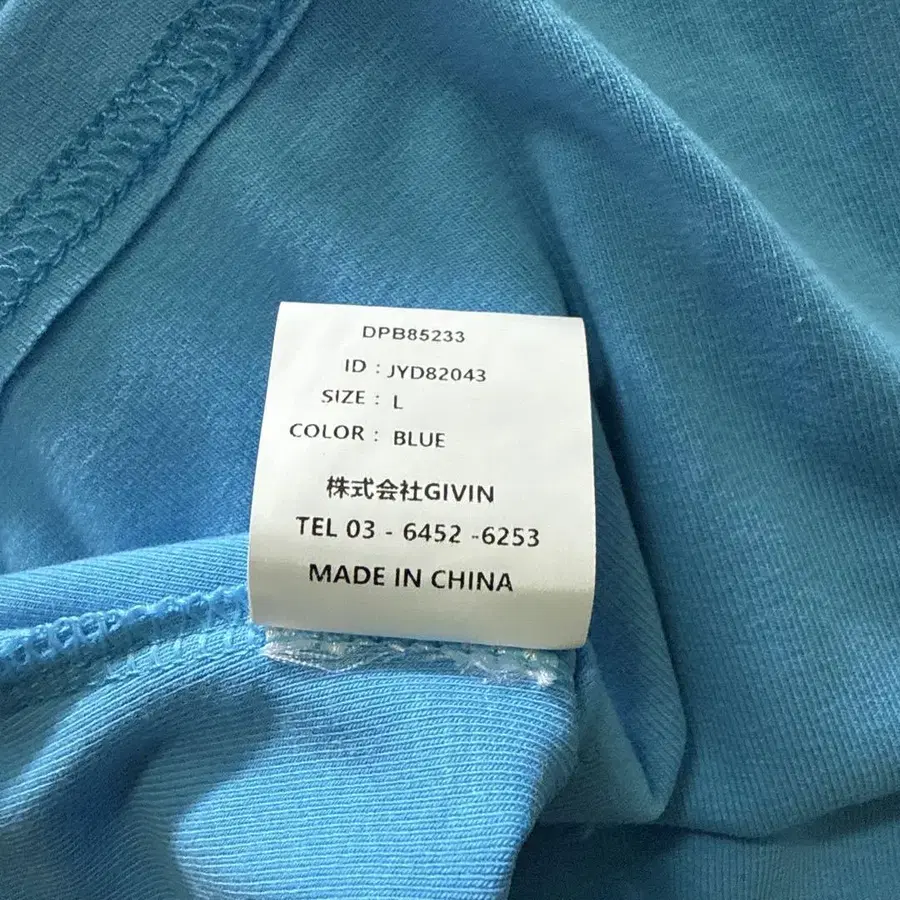 DPB85233
ID : JYD82043
SIZE : L
COLOR : BLUE
株式会社GIVIN
TEL 03 - 6452 -6253
MADE IN CHINA